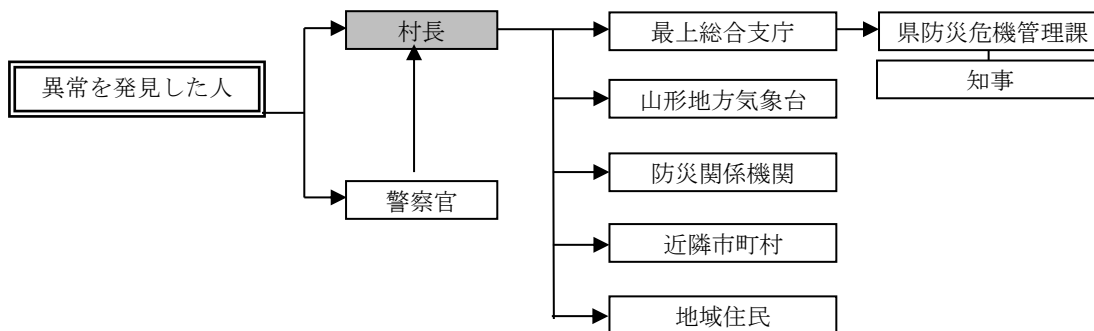 村長
最上総合支庁
県防災危機管理課
知事
異常を発見した人
山形地方気象台
防災関係機関
警察官
近隣市町村
地域住民